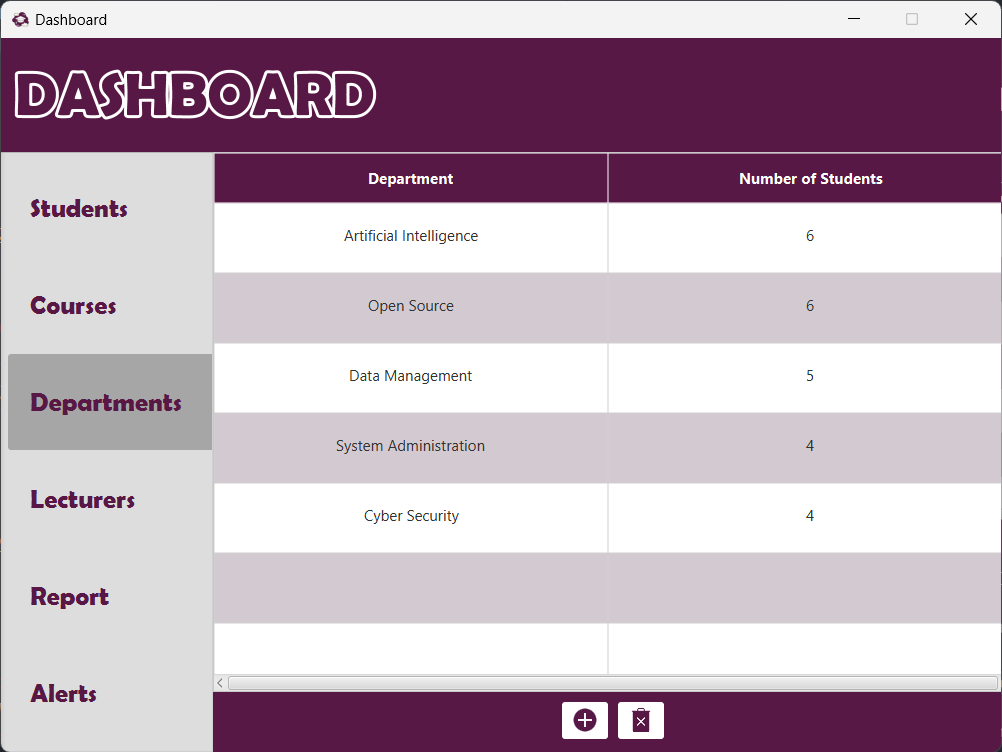 Dashboard
DASHBOARD
Students
Courses
Departments
Lecturers
Report
Alerts
Department Number of Students
Artificial Intelligence 6
Open Source 6
Data Management 5
System Administration 4
Cyber Security 4